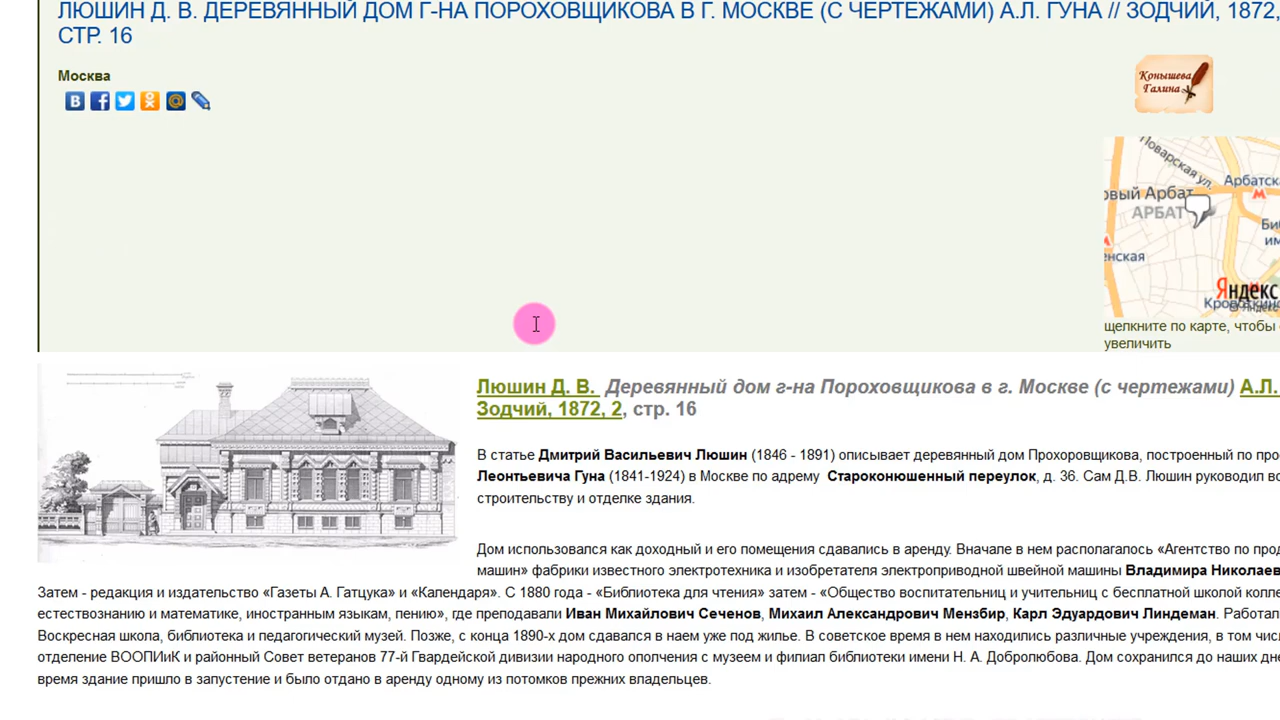 ЛЮШИН Д. В. ДЕРЕВЯННЫЙ ДОМ Г-НА ПОРОХОВЩИКОВА В Г. МОСКВЕ (С ЧЕРТЕЖАМИ) А.Л. ГУНА // ЗОДЧИЙ, 1872,
СТР. 16
Москва
Конышева
Галина
Поварская ул.
Арбатск
овый Арбат
АРБАТ
Биб
им
енская
Яндекс
Кропоткинс
© Яндекс
щелкните по карте, чтобы
увеличить
Люшин Д. В. Деревянный дом г-на Пороховщикова в г. Москве (с чертежами) А.Л.
Зодчий, 1872, 2, стр. 16
В статье Дмитрий Васильевич Люшин (1846 - 1891) описывает деревянный дом Прохоровщикова, построенный по про
Леонтьевича Гуна (1841-1924) в Москве по адрему Староконюшенный переулок, д. 36. Сам Д.В. Люшин руководил вс
строительству и отделке здания.
Дом использовался как доходный и его помещения сдавались в аренду. Вначале в нем располагалось «Агентство по прод
машин» фабрики известного электротехника и изобретателя электроприводной швейной машины Владимира Николаев
Затем - редакция и издательство «Газеты А. Гатцука» и «Календаря». С 1880 года - «Библиотека для чтения» затем - «Общество воспитательниц и учительниц с бесплатной школой колле
естествознанию и математике, иностранным языкам, пению», где преподавали Иван Михайлович Сеченов, Михаил Александрович Мензбир, Карл Эдуардович Линдеман. Работал
Воскресная школа, библиотека и педагогический музей. Позже, с конца 1890-х дом сдавался в наем уже под жилье. В советское время в нем находились различные учреждения, в том числ
отделение ВООПИиК и районный Совет ветеранов 77-й Гвардейской дивизии народного ополчения с музеем и филиал библиотеки имени Н. А. Добролюбова. Дом сохранился до наших дне
время здание пришло в запустение и было отдано в аренду одному из потомков прежних владельцев.